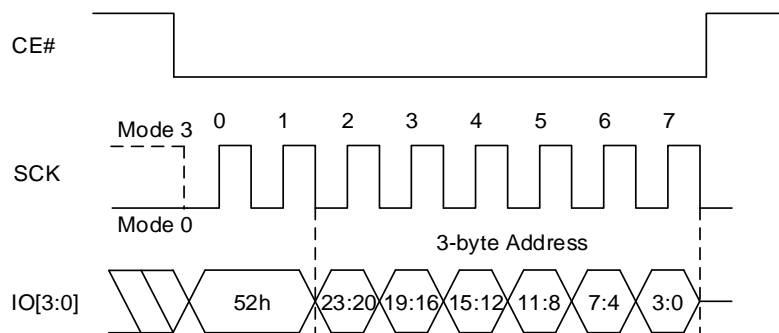 CE#
Mode 3 0 1 2 3 4 5 6 7
SCK
Mode 0
3-byte Address
IO[3:0] 52h 23:20 19:16 15:12 11:8 7:4 3:0